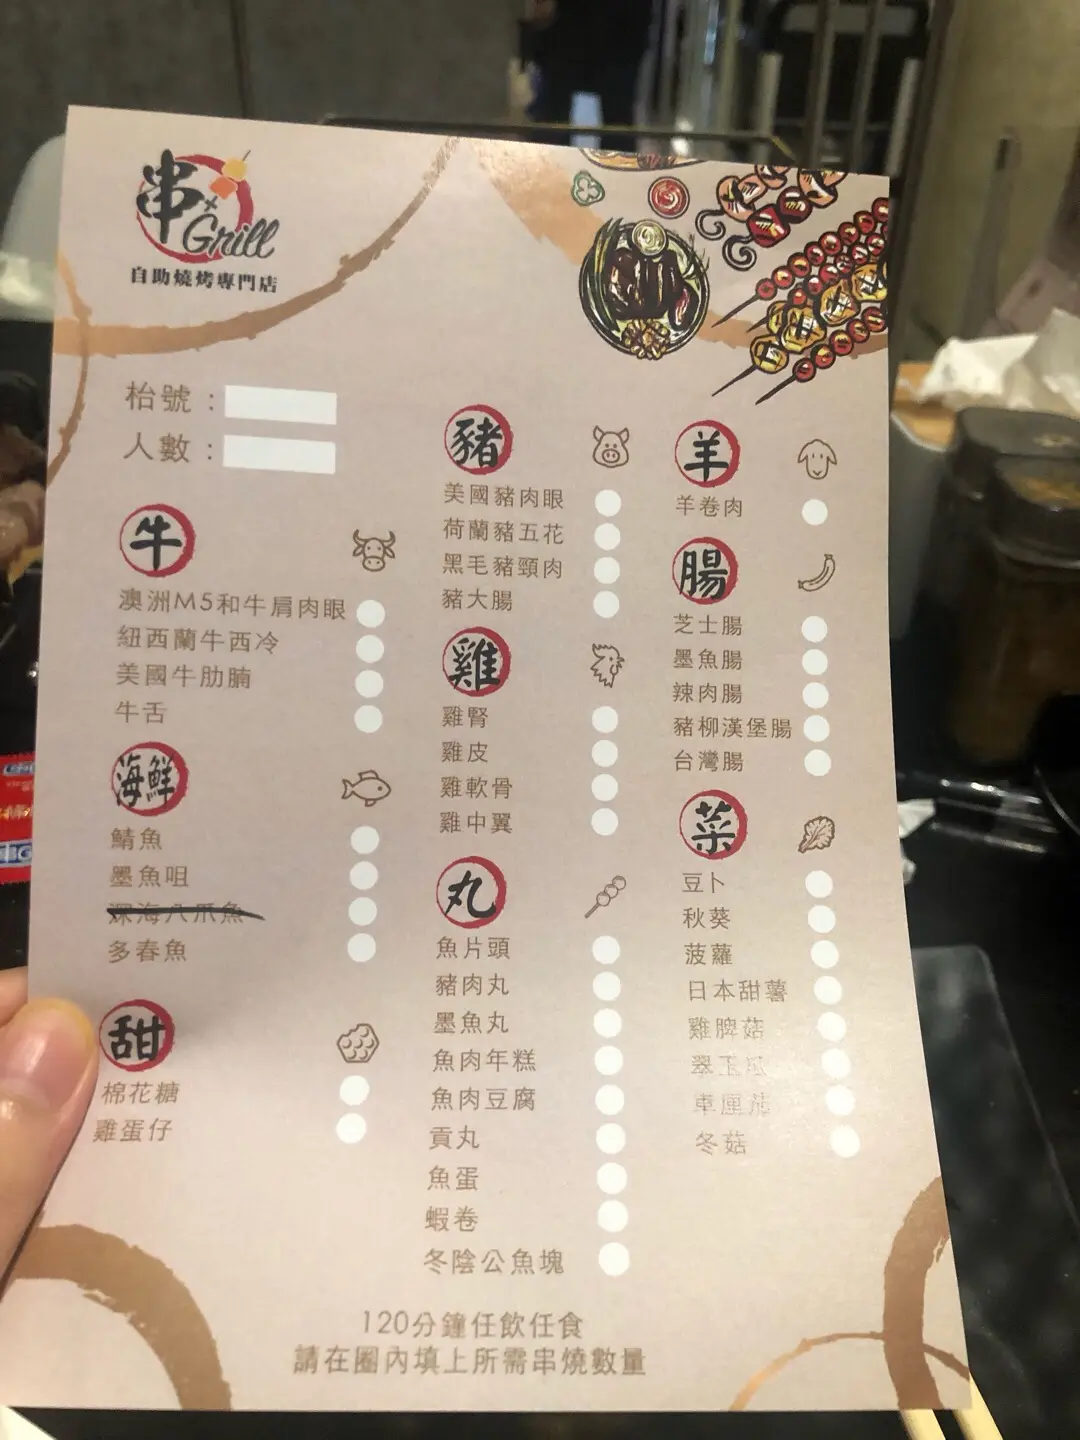 串
×
Grill
自助燒烤專門店
枱號：
人數：
牛
澳洲M5和牛肩肉眼
紐西蘭牛西冷
美國牛肋腩
牛舌
海鮮
鯖魚
墨魚咀
深海八爪魚
多春魚
甜
棉花糖
雞蛋仔
豬
美國豬肉眼
荷蘭豬五花
黑毛豬頸肉
豬大腸
雞
雞腎
雞皮
雞軟骨
雞中翼
丸
魚片頭
豬肉丸
墨魚丸
魚肉年糕
魚肉豆腐
貢丸
魚蛋
蝦卷
冬陰公魚塊
羊
羊卷肉
腸
芝士腸
墨魚腸
辣肉腸
豬柳漢堡腸
台灣腸
菜
豆卜
秋葵
菠蘿
日本甜薯
雞脾菇
翠玉瓜
車厘茄
冬菇
120分鐘任飲任食
請在圈內填上所需串燒數量